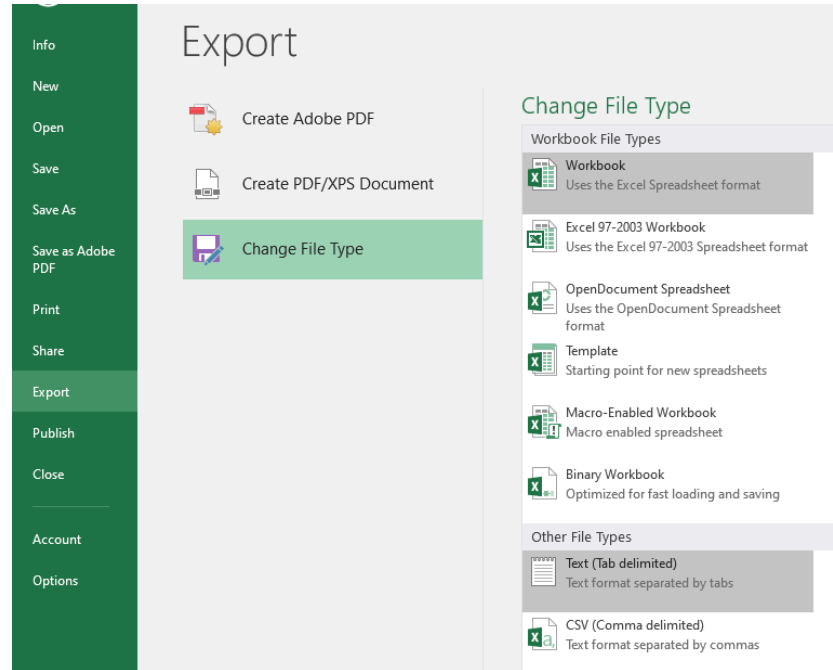 Info
New
Open
Save
Save As
Save as Adobe
PDF
Print
Share
Export
Publish
Close
Account
Options
Export
Create Adobe PDF
Create PDF/XPS Document
Change File Type
Change File Type
Workbook File Types
Workbook
Uses the Excel Spreadsheet format
Excel 97-2003 Workbook
Uses the Excel 97-2003 Spreadsheet format
OpenDocument Spreadsheet
Uses the OpenDocument Spreadsheet
format
Template
Starting point for new spreadsheets
Macro-Enabled Workbook
Macro enabled spreadsheet
Binary Workbook
Optimized for fast loading and saving
Other File Types
Text (Tab delimited)
Text format separated by tabs
CSV (Comma delimited)
Text format separated by commas